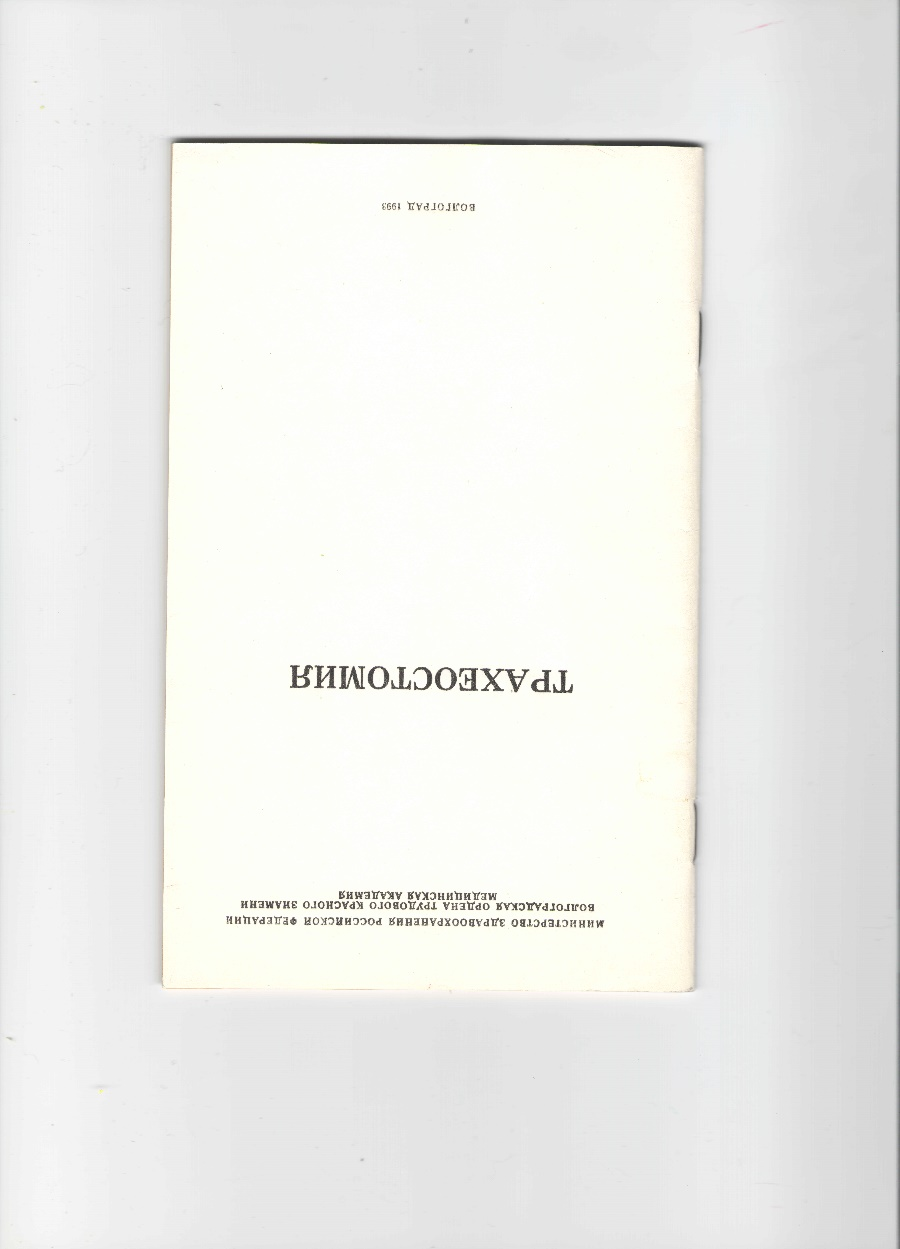 МИНИСТЕРСТВО ЗДРАВООХРАНЕНИЯ РОССИЙСКОЙ ФЕДЕРАЦИИ
ВОЛГОГРАДСКАЯ ОРДЕНА ТРУДОВОГО КРАСНОГО ЗНАМЕНИ
МЕДИЦИНСКАЯ АКАДЕМИЯ
ТРАХЕОСТОМИЯ
ВОЛГОГРАД 1993